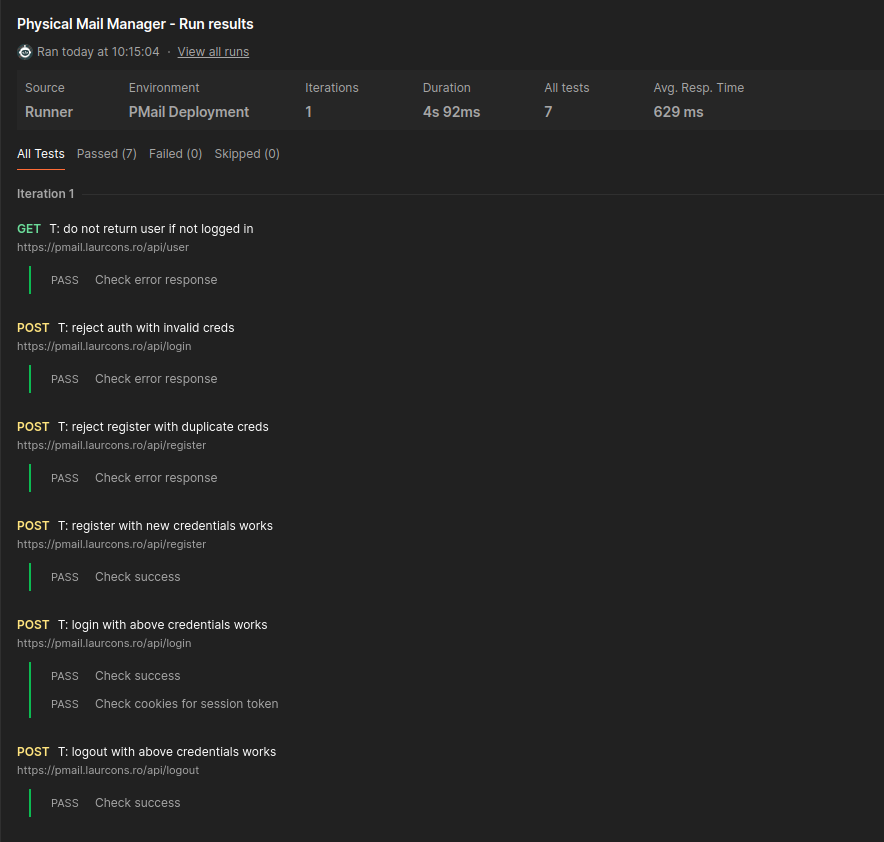 Physical Mail Manager - Run results
Ran today at 10:15:04 · View all runs
Source Environment Iterations Duration All tests Avg. Resp. Time
Runner PMail Deployment 1 4s 92ms 7 629 ms
All Tests Passed (7) Failed (0) Skipped (0)
Iteration 1
GET T: do not return user if not logged in
https://pmail.laurcons.ro/api/user
PASS Check error response
POST T: reject auth with invalid creds
https://pmail.laurcons.ro/api/login
PASS Check error response
POST T: reject register with duplicate creds
https://pmail.laurcons.ro/api/register
PASS Check error response
POST T: register with new credentials works
https://pmail.laurcons.ro/api/register
PASS Check success
POST T: login with above credentials works
https://pmail.laurcons.ro/api/login
PASS Check success
PASS Check cookies for session token
POST T: logout with above credentials works
https://pmail.laurcons.ro/api/logout
PASS Check success